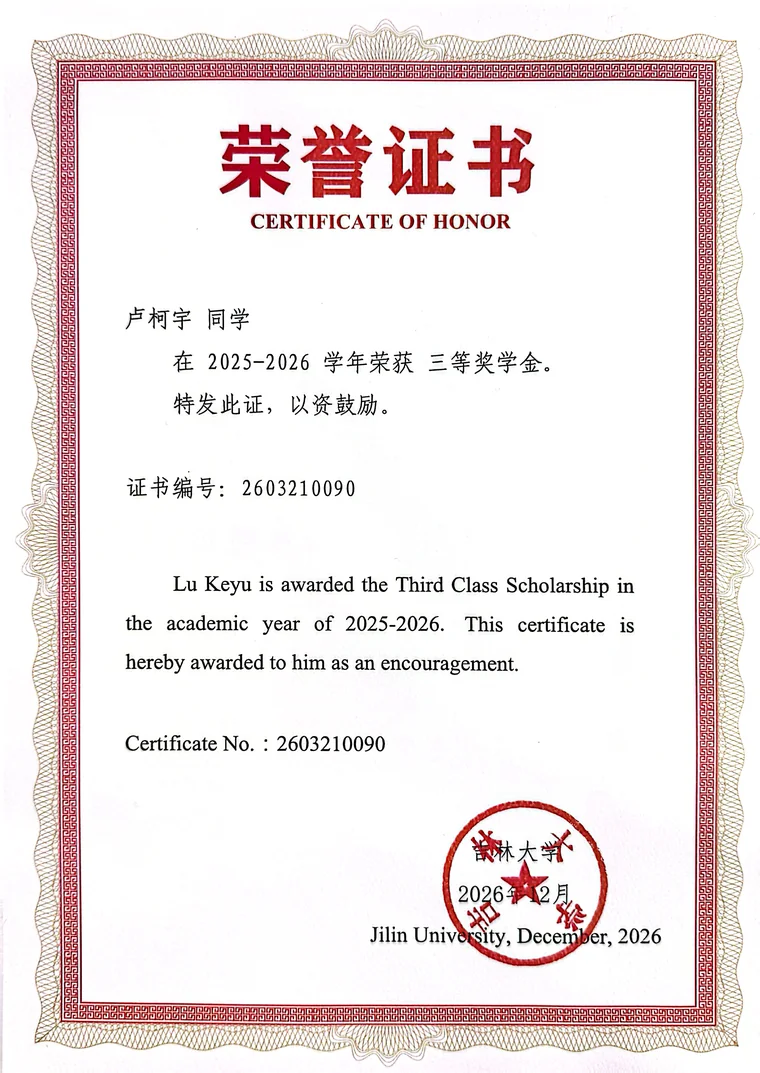 荣誉证书
CERTIFICATE OF HONOR
卢柯宇 同学
在 2025-2026 学年荣获 三等奖学金。
特发此证，以资鼓励。
证书编号：2603210090
Lu Keyu is awarded the Third Class Scholarship in
the academic year of 2025-2026. This certificate is
hereby awarded to him as an encouragement.
Certificate No.：2603210090
吉林大学
吉林大学
2026年12月
Jilin University, December, 2026